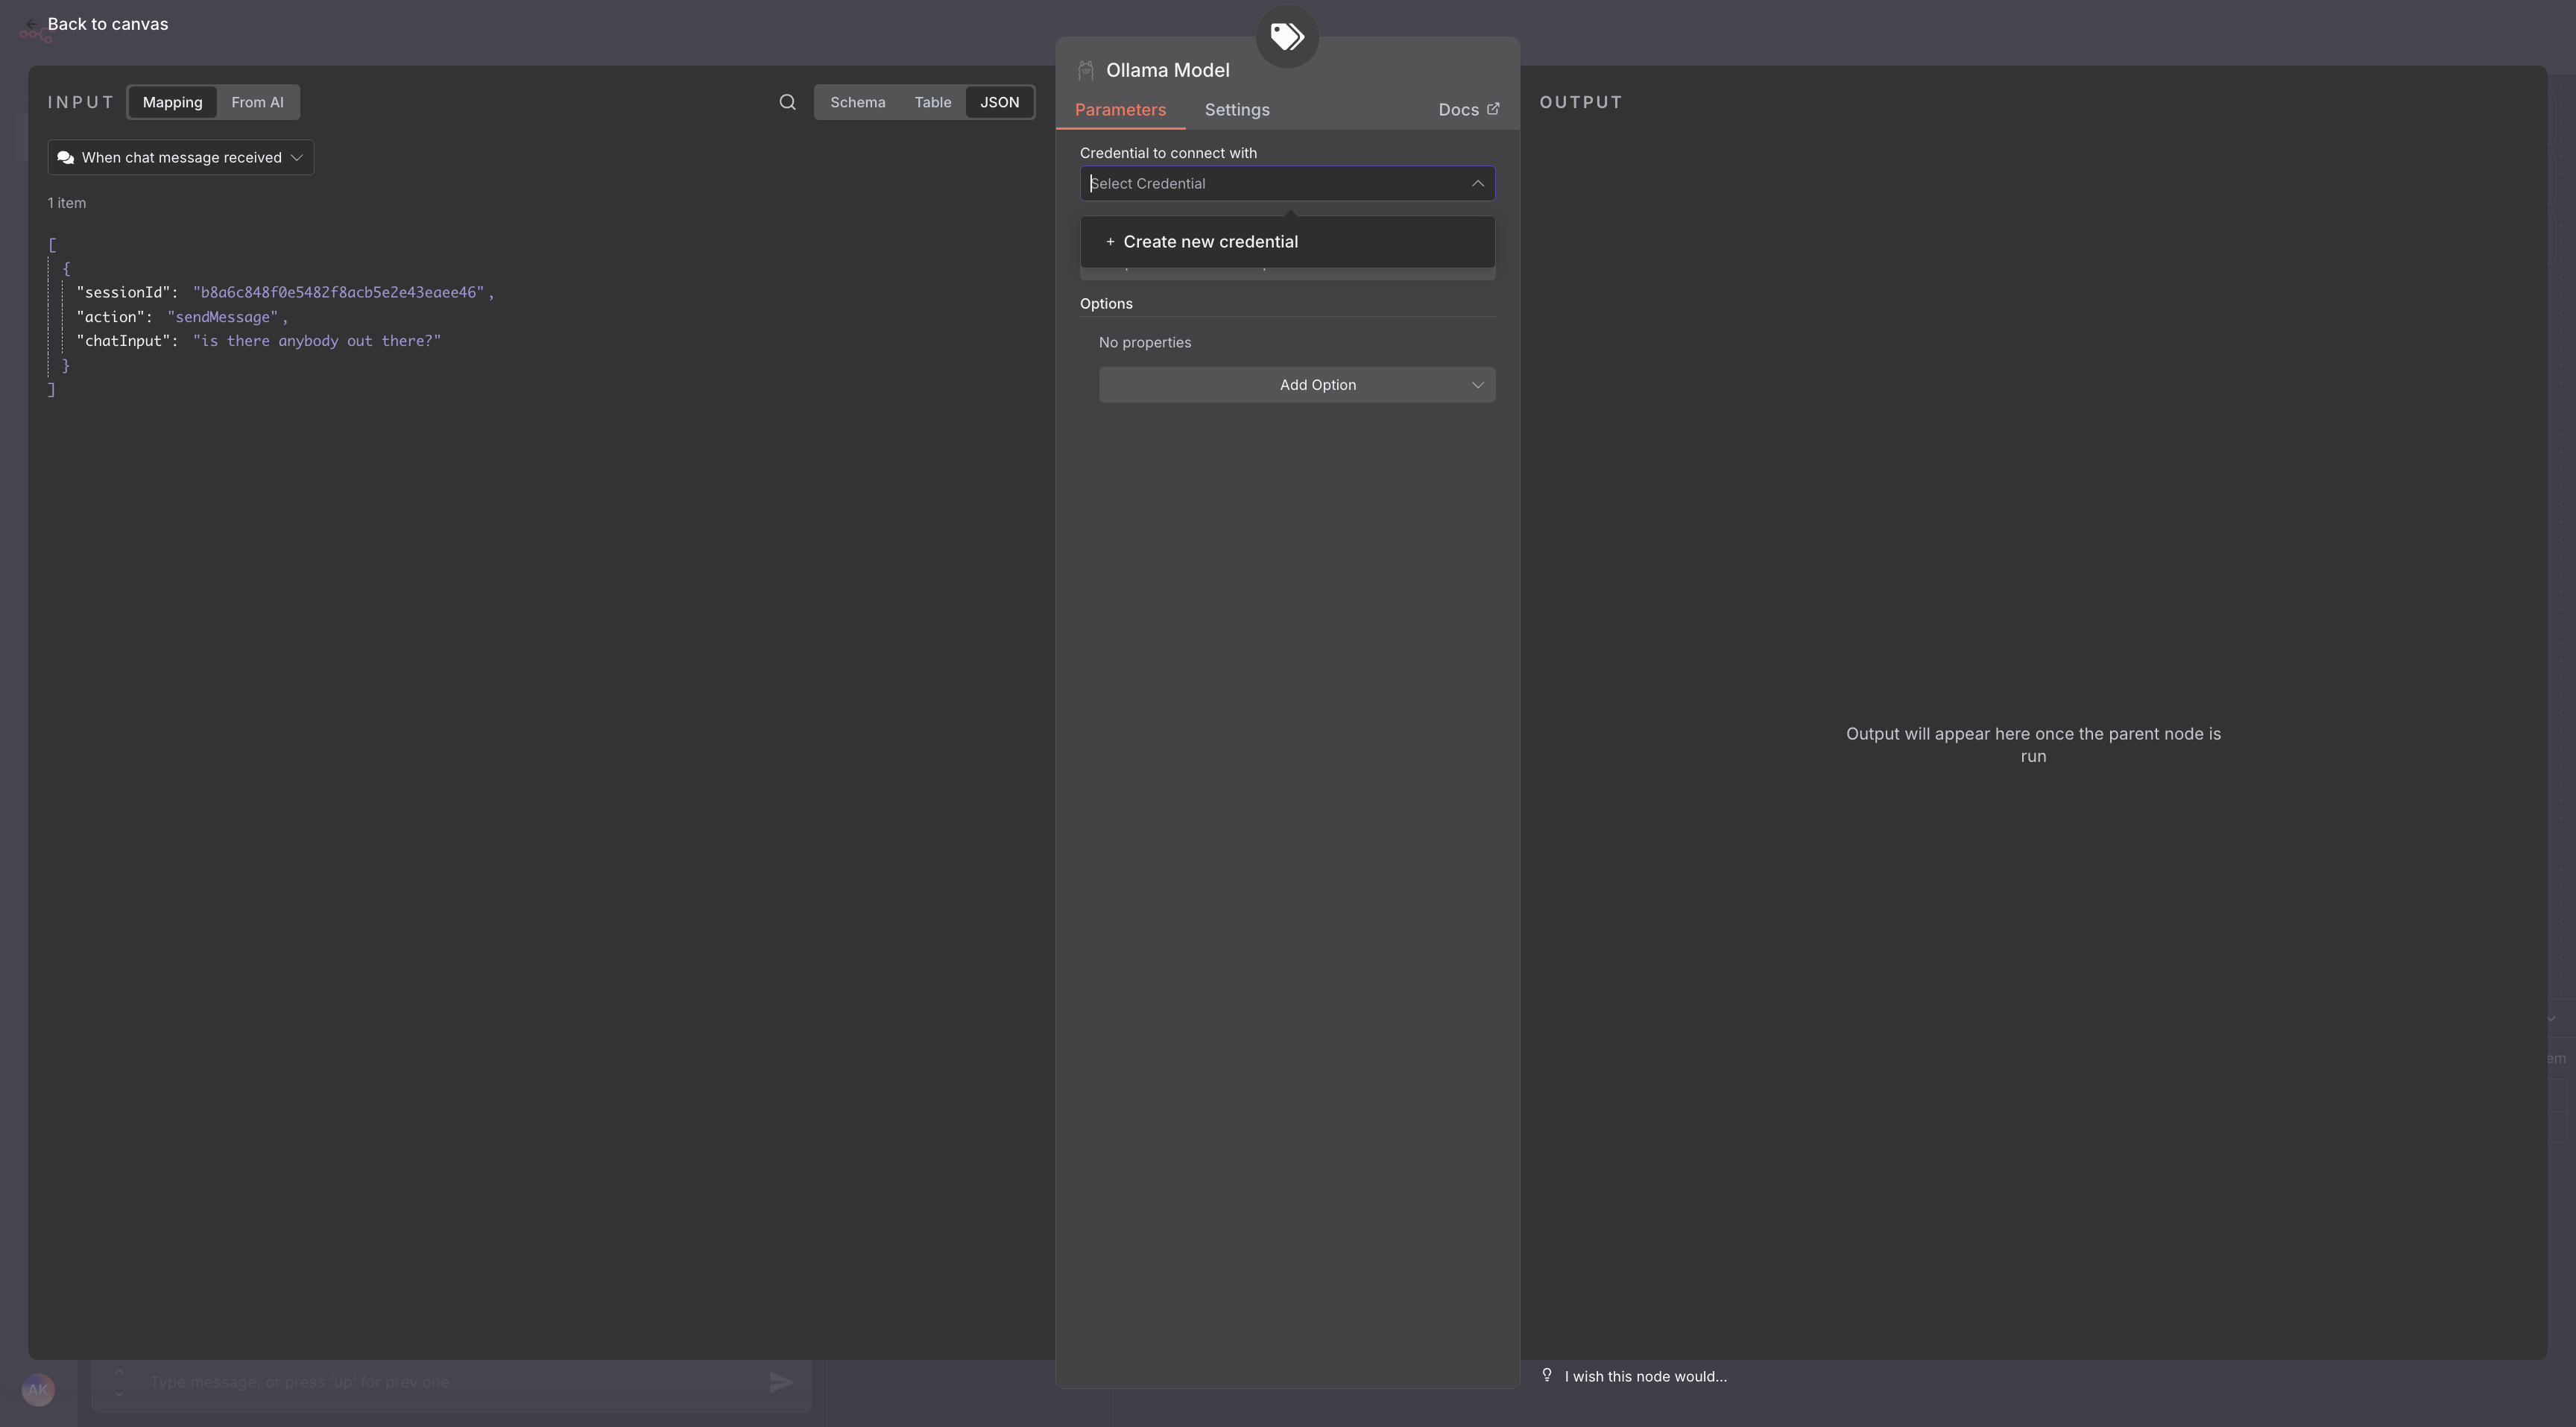 Back to canvas
INPUT
Mapping
From AI
Schema
Table
JSON
When chat message received
1 item
[
{
"sessionId": "b8a6c848f0e5482f8acb5e2e43eaee46",
"action": "sendMessage",
"chatInput": "is there anybody out there?"
}
]
Ollama Model
Parameters
Settings
Docs
Credential to connect with
Select Credential
+ Create new credential
Options
No properties
Add Option
OUTPUT
Output will appear here once the parent node is
run
em
AK
Type message, or press 'up' for prev one
I wish this node would...